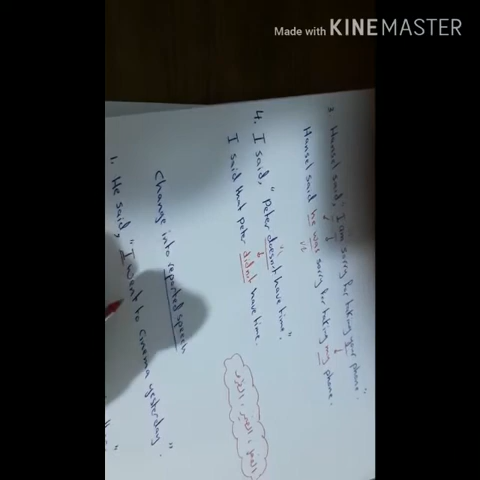 Made with KINEMASTER
3. Hansel said, "I am sorry for taking your phone."
Hansel said he was sorry for taking my phone.
4. I said, "Peter doesn't have time."
I said that peter didn't have time.
Change into reported speech
1. He said, "I went to cinema yesterday."